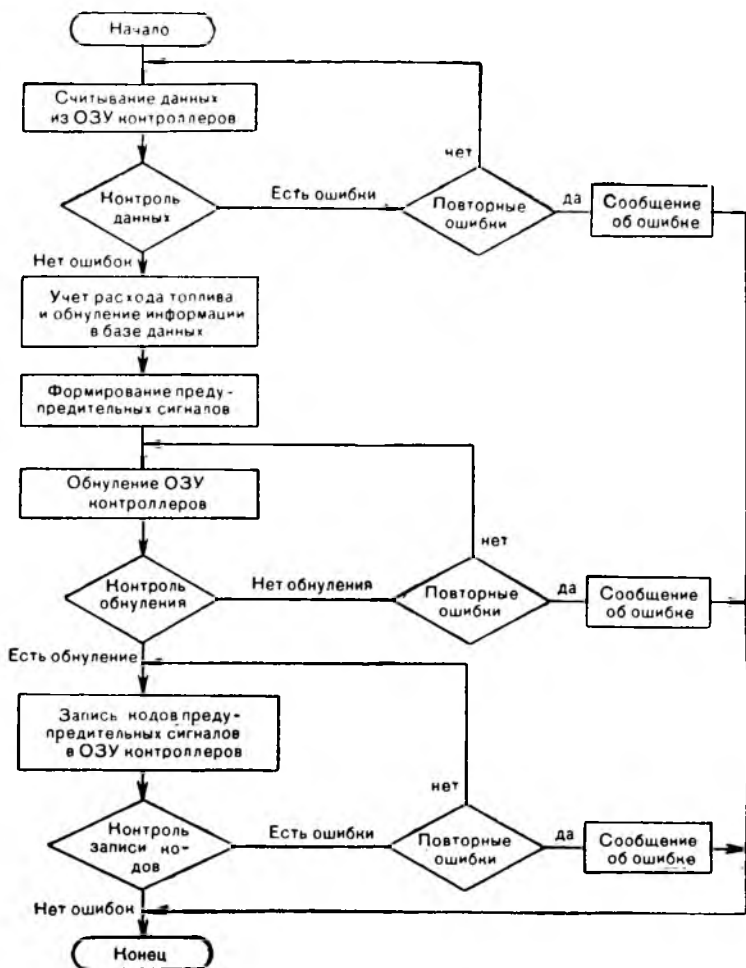 Начало
Считывание данных
из ОЗУ контроллеров
нет
Контроль
данных
Есть ошибки
Повторные
ошибки
да
Сообщение
об ошибке
Нет ошибок
Учет расхода топлива
и обнуление информации
в базе данных
Формирование преду-
предительных сигналов
Обнуление ОЗУ
контроллеров
нет
Контроль
обнуления
Нет обнуления
Повторные
ошибки
да
Сообщение
об ошибке
Есть обнуление
Запись кодов преду-
предительных сигналов
в ОЗУ контроллеров
нет
Контроль
записи ко-
дов
Есть ошибки
Повторные
ошибки
да
Сообщение
об ошибке
Нет ошибок
Конец